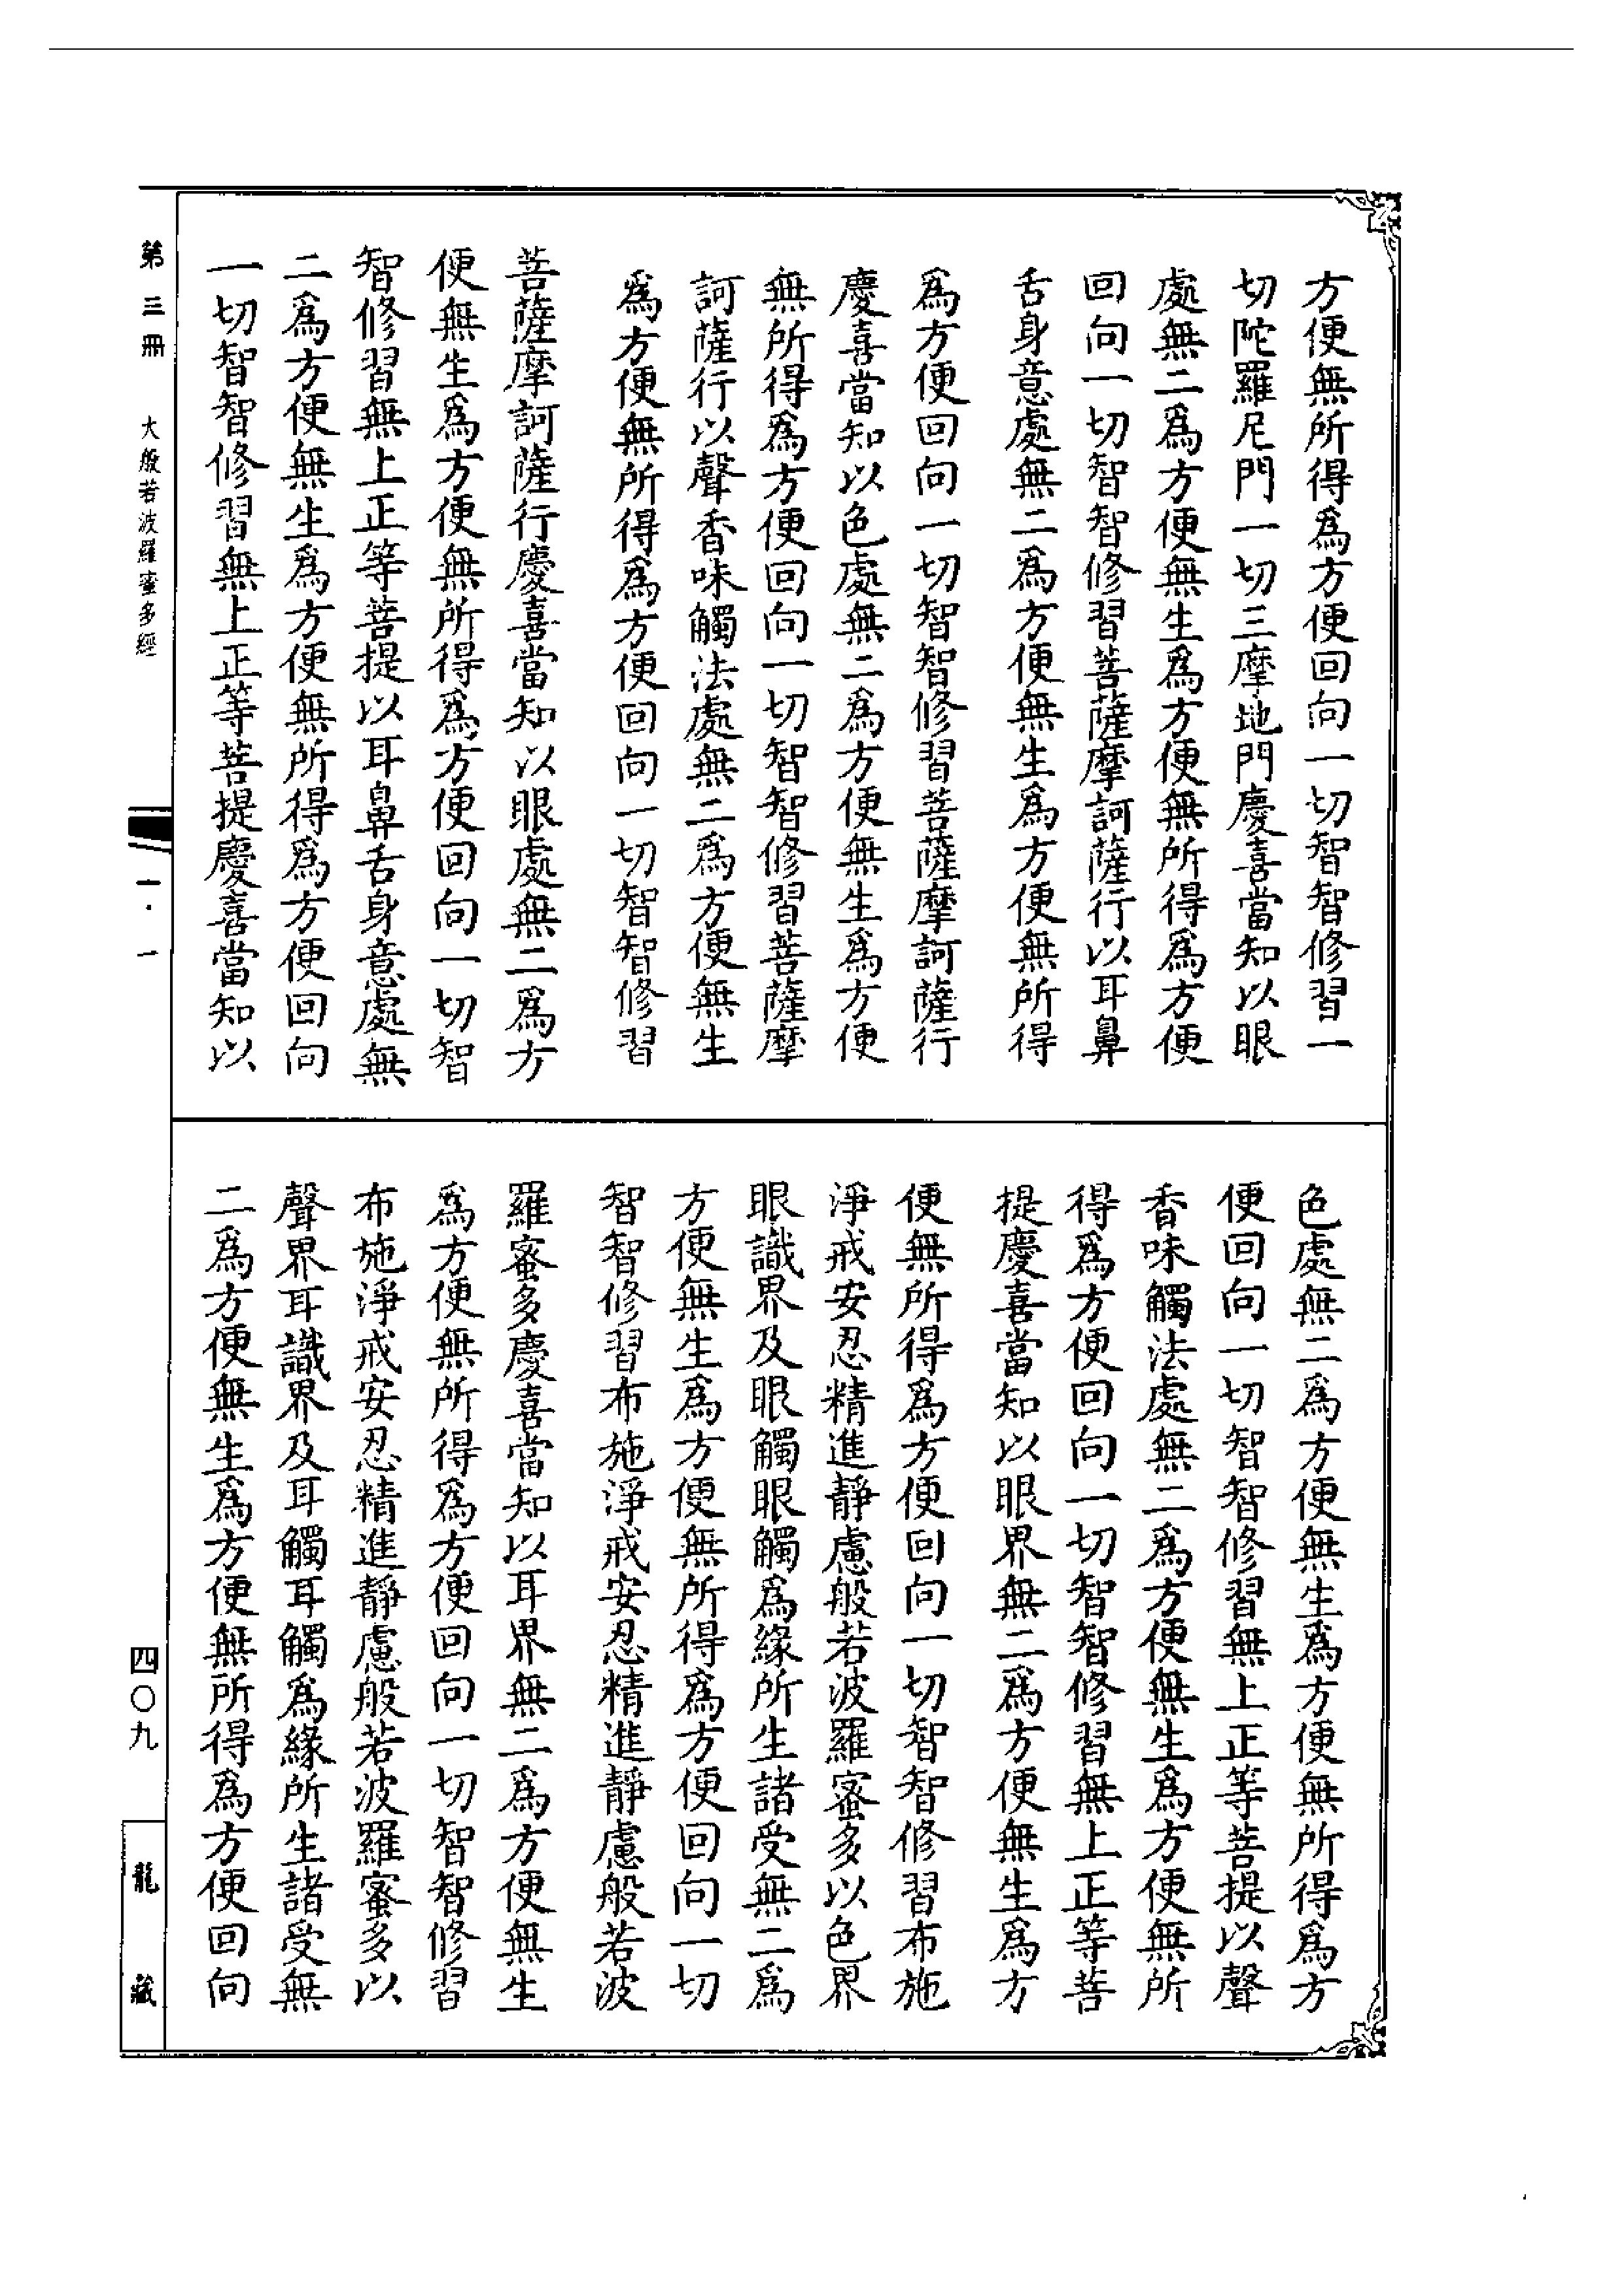 方便無所得爲方便回向一切智智修習一
切陀羅尼門一切三摩地門慶喜當知以眼
處無二爲方便無生爲方便無所得爲方便
回向一切智智修習菩薩摩訶薩行以耳鼻
舌身意處無二爲方便無生爲方便無所得
爲方便回向一切智智修習菩薩摩訶薩行
慶喜當知以色處無二爲方便無生爲方便
無所得爲方便回向一切智智修習菩薩摩
訶薩行以聲香味觸法處無二爲方便無生
爲方便無所得爲方便回向一切智智修習
菩薩摩訶薩行慶喜當知以眼處無二爲方
便無生爲方便無所得爲方便回向一切智
智修習無上正等菩提以耳鼻舌身意處無
二爲方便無生爲方便無所得爲方便回向
一切智智修習無上正等菩提慶喜當知以
色處無二爲方便無生爲方便無所得爲方
便回向一切智智修習無上正等菩提以聲
香味觸法處無二爲方便無生爲方便無所
得爲方便回向一切智智修習無上正等菩
提慶喜當知以眼界無二爲方便無生爲方
便無所得爲方便回向一切智智修習布施
淨戒安忍精進靜慮般若波羅蜜多以色界
眼識界及眼觸眼觸爲緣所生諸受無二爲
方便無生爲方便無所得爲方便回向一切
智智修習布施淨戒安忍精進靜慮般若波
羅蜜多慶喜當知以耳界無二爲方便無生
爲方便無所得爲方便回向一切智智修習
布施淨戒安忍精進靜慮般若波羅蜜多以
聲界耳識界及耳觸耳觸爲緣所生諸受無
二爲方便無生爲方便無所得爲方便回向
第三冊 大般若波羅蜜多經 一·一
四〇九
龍藏